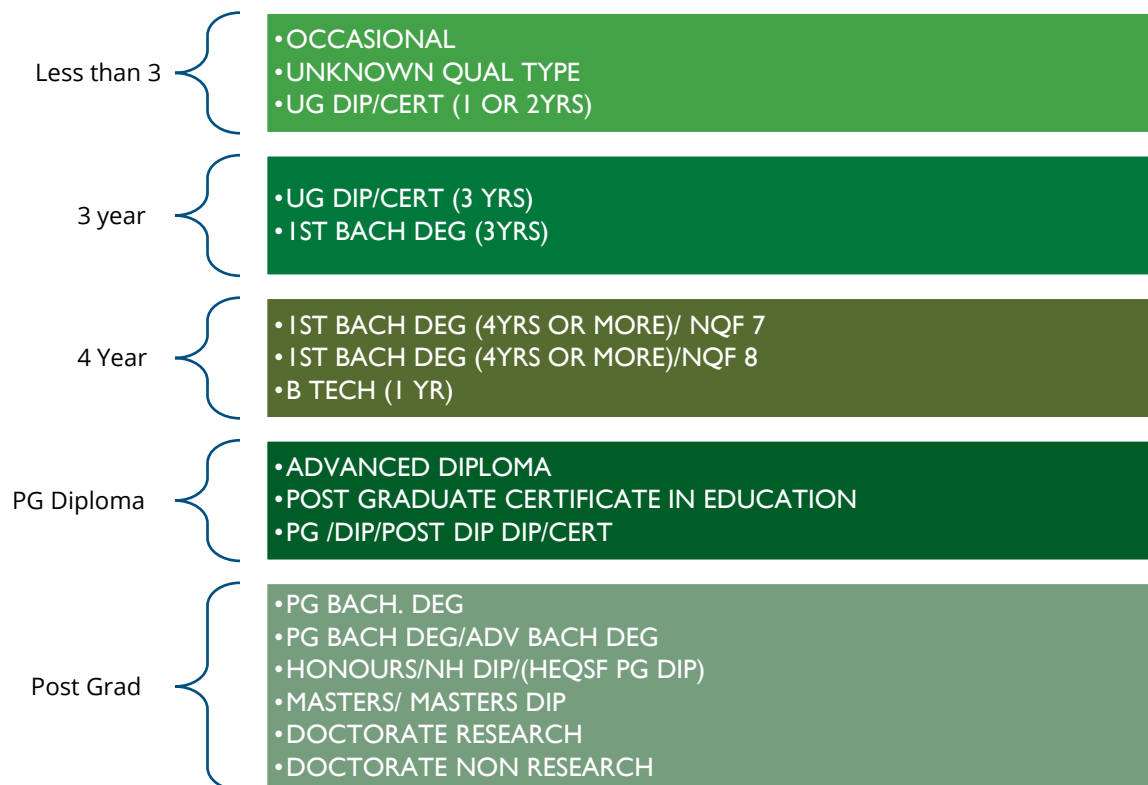 Less than 3
•OCCASIONAL
•UNKNOWN QUAL TYPE
•UG DIP/CERT (1 OR 2YRS)
3 year
•UG DIP/CERT (3 YRS)
•1ST BACH DEG (3YRS)
4 Year
•1ST BACH DEG (4YRS OR MORE)/ NQF 7
•1ST BACH DEG (4YRS OR MORE)/NQF 8
•B TECH (1 YR)
PG Diploma
•ADVANCED DIPLOMA
•POST GRADUATE CERTIFICATE IN EDUCATION
•PG /DIP/POST DIP DIP/CERT
Post Grad
•PG BACH. DEG
•PG BACH DEG/ADV BACH DEG
•HONOURS/NH DIP/(HEQSF PG DIP)
•MASTERS/ MASTERS DIP
•DOCTORATE RESEARCH
•DOCTORATE NON RESEARCH